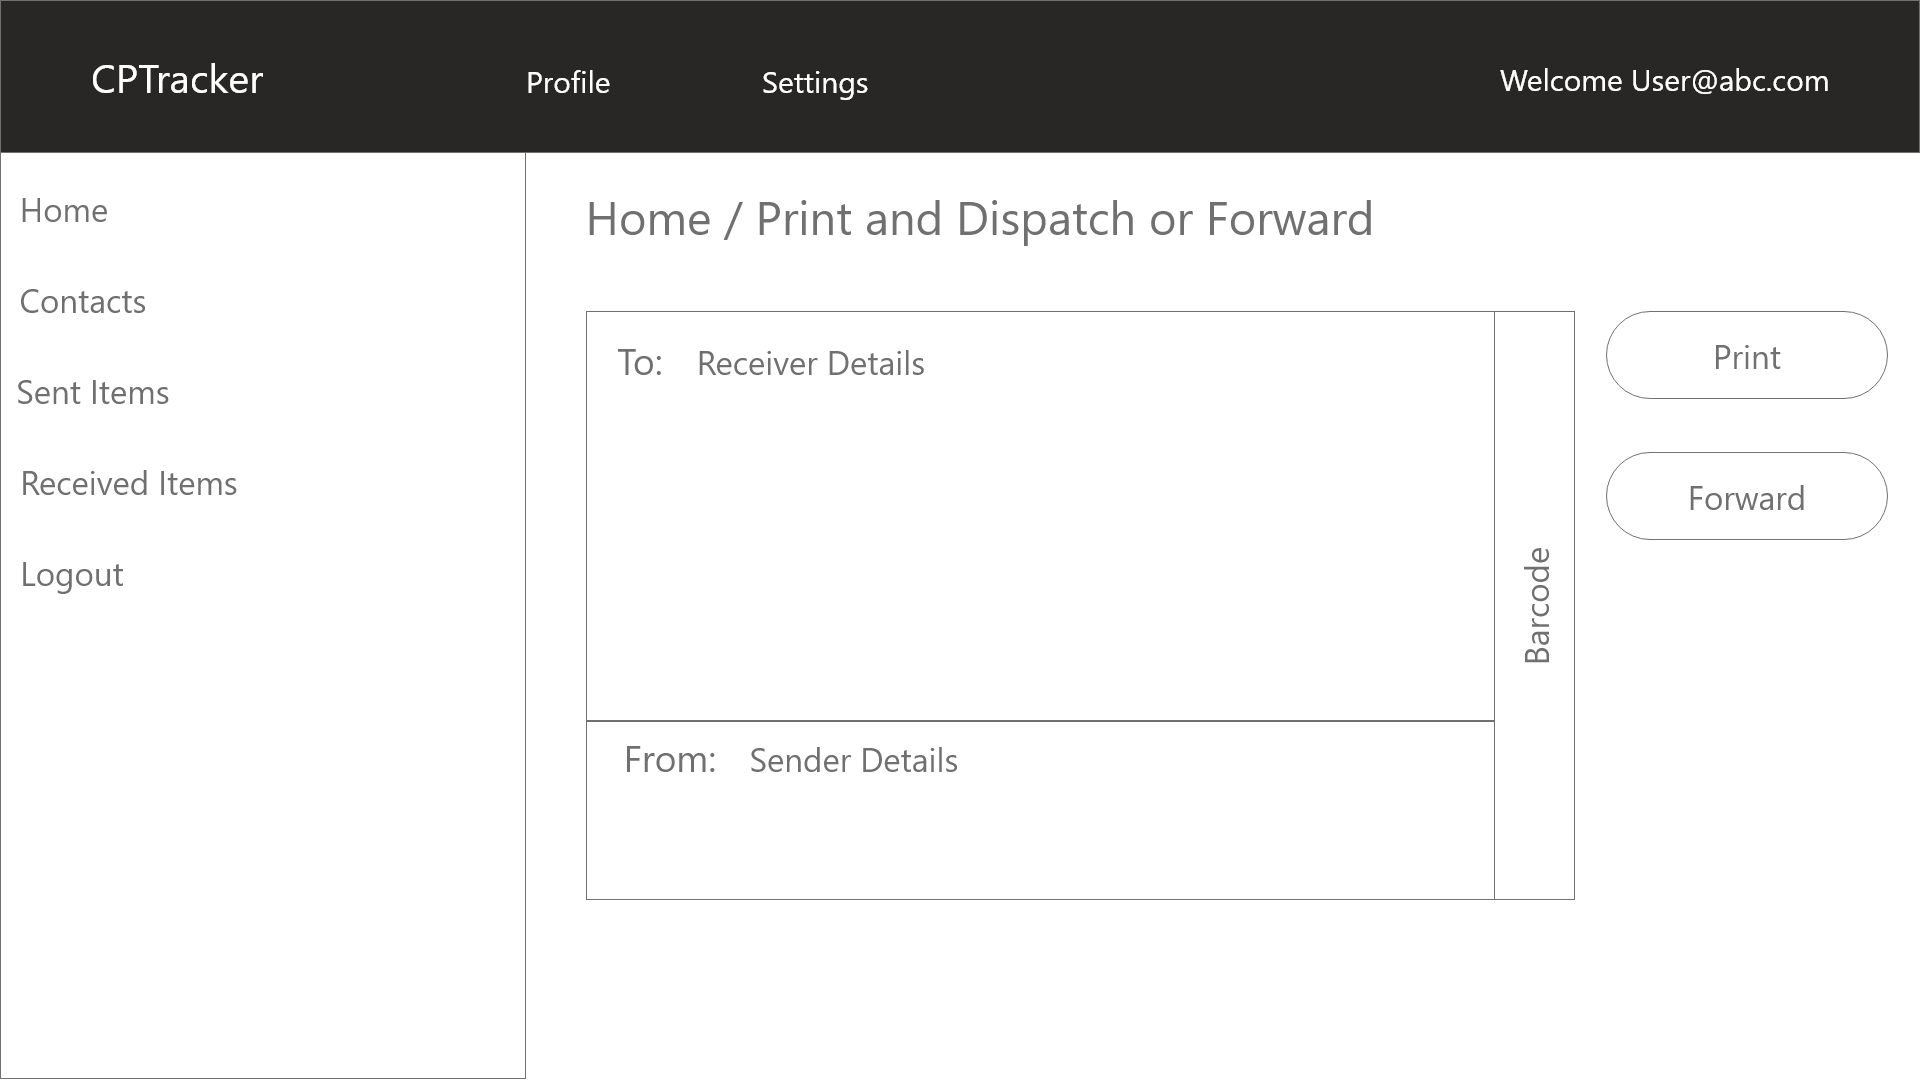 CPTracker
Profile
Settings
Welcome User@abc.com
Home
Contacts
Sent Items
Received Items
Logout
Home / Print and Dispatch or Forward
To: Receiver Details
From: Sender Details
Barcode
Print
Forward